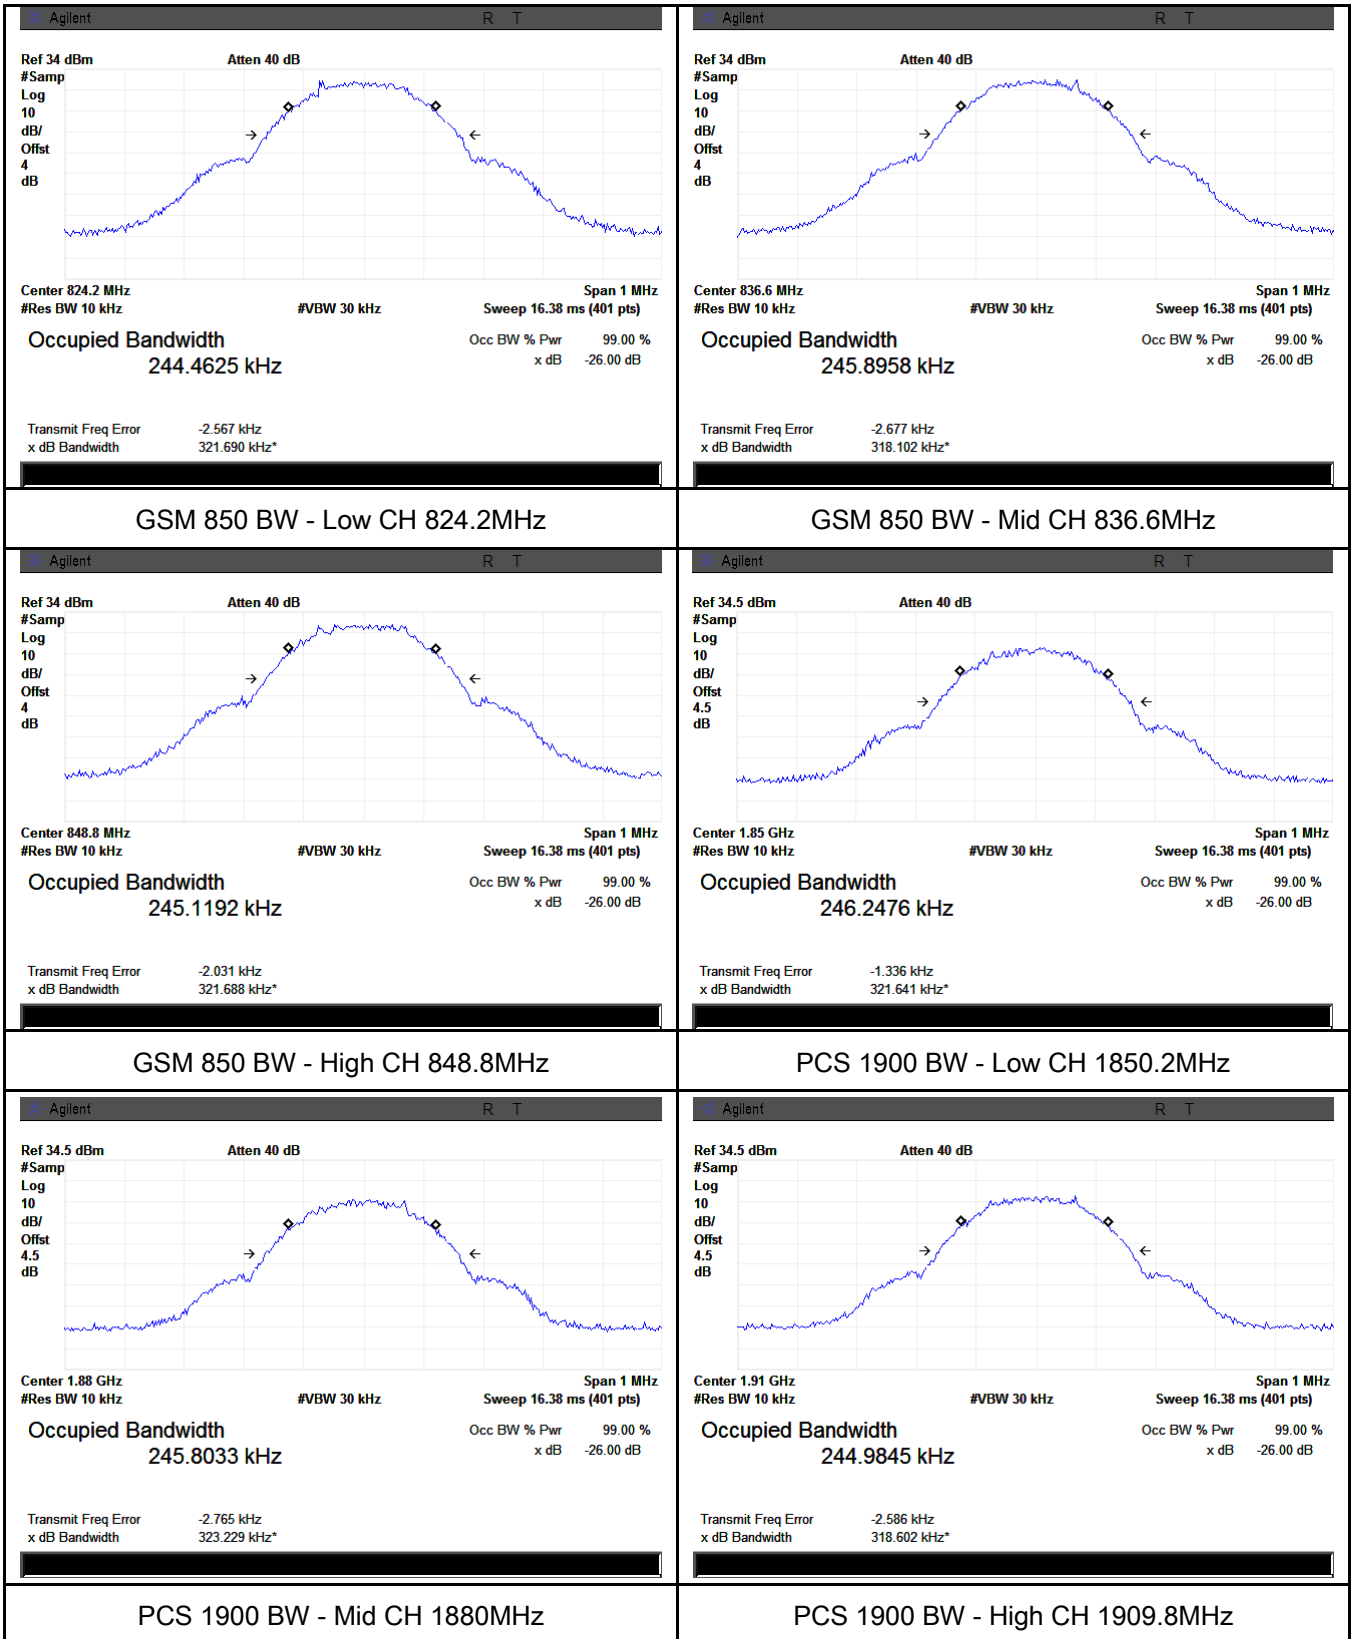 Agilent R T
Ref 34 dBm Atten 40 dB
#Samp
Log
10
dB/
Offst
4
dB
Center 824.2 MHz Span 1 MHz
#Res BW 10 kHz #VBW 30 kHz Sweep 16.38 ms (401 pts)
Occupied Bandwidth Occ BW % Pwr 99.00 %
244.4625 kHz x dB -26.00 dB
Transmit Freq Error -2.567 kHz
x dB Bandwidth 321.690 kHz*
GSM 850 BW - Low CH 824.2MHz
Agilent R T
Ref 34 dBm Atten 40 dB
#Samp
Log
10
dB/
Offst
4
dB
Center 836.6 MHz Span 1 MHz
#Res BW 10 kHz #VBW 30 kHz Sweep 16.38 ms (401 pts)
Occupied Bandwidth Occ BW % Pwr 99.00 %
245.8958 kHz x dB -26.00 dB
Transmit Freq Error -2.677 kHz
x dB Bandwidth 318.102 kHz*
GSM 850 BW - Mid CH 836.6MHz
Agilent R T
Ref 34 dBm Atten 40 dB
#Samp
Log
10
dB/
Offst
4
dB
Center 848.8 MHz Span 1 MHz
#Res BW 10 kHz #VBW 30 kHz Sweep 16.38 ms (401 pts)
Occupied Bandwidth Occ BW % Pwr 99.00 %
245.1192 kHz x dB -26.00 dB
Transmit Freq Error -2.031 kHz
x dB Bandwidth 321.688 kHz*
GSM 850 BW - High CH 848.8MHz
Agilent R T
Ref 34.5 dBm Atten 40 dB
#Samp
Log
10
dB/
Offst
4.5
dB
Center 1.85 GHz Span 1 MHz
#Res BW 10 kHz #VBW 30 kHz Sweep 16.38 ms (401 pts)
Occupied Bandwidth Occ BW % Pwr 99.00 %
246.2476 kHz x dB -26.00 dB
Transmit Freq Error -1.336 kHz
x dB Bandwidth 321.641 kHz*
PCS 1900 BW - Low CH 1850.2MHz
Agilent R T
Ref 34.5 dBm Atten 40 dB
#Samp
Log
10
dB/
Offst
4.5
dB
Center 1.88 GHz Span 1 MHz
#Res BW 10 kHz #VBW 30 kHz Sweep 16.38 ms (401 pts)
Occupied Bandwidth Occ BW % Pwr 99.00 %
245.8033 kHz x dB -26.00 dB
Transmit Freq Error -2.765 kHz
x dB Bandwidth 323.229 kHz*
PCS 1900 BW - Mid CH 1880MHz
Agilent R T
Ref 34.5 dBm Atten 40 dB
#Samp
Log
10
dB/
Offst
4.5
dB
Center 1.91 GHz Span 1 MHz
#Res BW 10 kHz #VBW 30 kHz Sweep 16.38 ms (401 pts)
Occupied Bandwidth Occ BW % Pwr 99.00 %
244.9845 kHz x dB -26.00 dB
Transmit Freq Error -2.586 kHz
x dB Bandwidth 318.602 kHz*
PCS 1900 BW - High CH 1909.8MHz